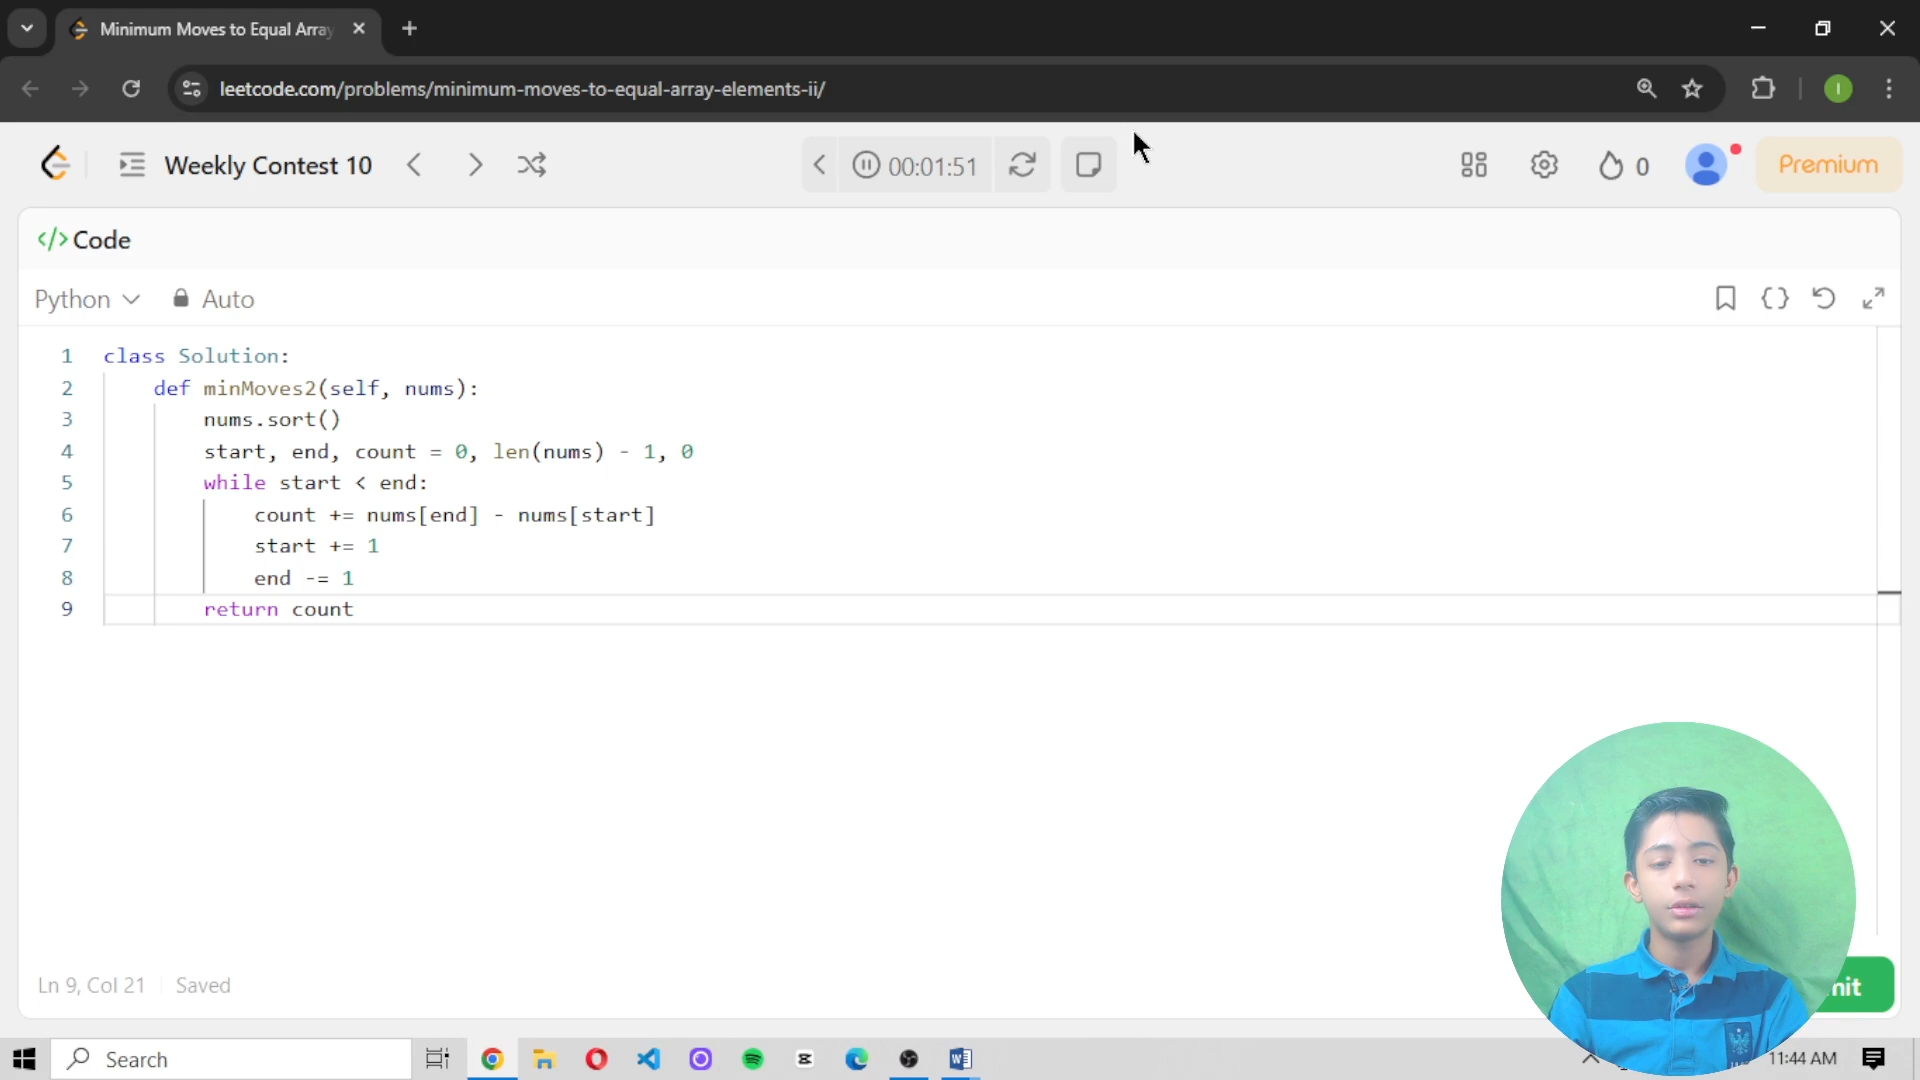 Minimum Moves to Equal Array
leetcode.com/problems/minimum-moves-to-equal-array-elements-ii/
I
Weekly Contest 10
00:01:51
0
Premium
</> Code
Python
Auto
1 class Solution:
2 def minMoves2(self, nums):
3 nums.sort()
4 start, end, count = 0, len(nums) - 1, 0
5 while start < end:
6 count += nums[end] - nums[start]
7 start += 1
8 end -= 1
9 return count
Ln 9, Col 21
Saved
mit
Search
11:44 AM